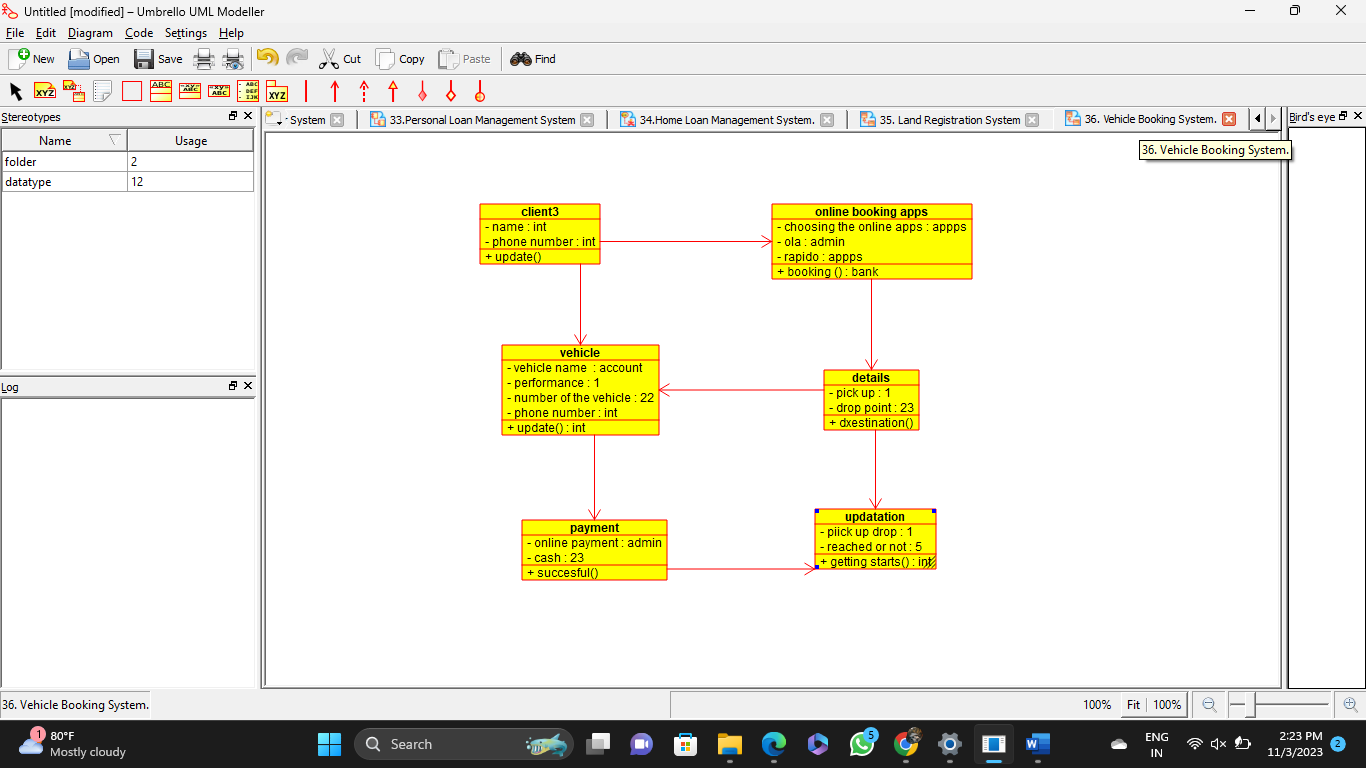 Untitled [modified] – Umbrello UML Modeller
File Edit Diagram Code Settings Help
New Open Save Cut Copy Paste Find
Stereotypes
Name Usage
folder 2
datatype 12
Log
System
33.Personal Loan Management System
34.Home Loan Management System.
35. Land Registration System
36. Vehicle Booking System.
Bird's eye
36. Vehicle Booking System.
client3
- name : int
- phone number : int
+ update()
online booking apps
- choosing the online apps : appps
- ola : admin
- rapido : appps
+ booking () : bank
vehicle
- vehicle name  : account
- performance : 1
- number of the vehicle : 22
- phone number : int
+ update() : int
details
- pick up : 1
- drop point : 23
+ dxestination()
payment
- online payment : admin
- cash : 23
+ succesful()
updatation
- piick up drop : 1
- reached or not : 5
+ getting starts() : int
36. Vehicle Booking System.
100% Fit 100%
1
80°F
Mostly cloudy
Search
5
ENG
IN
2:23 PM
11/3/2023
2